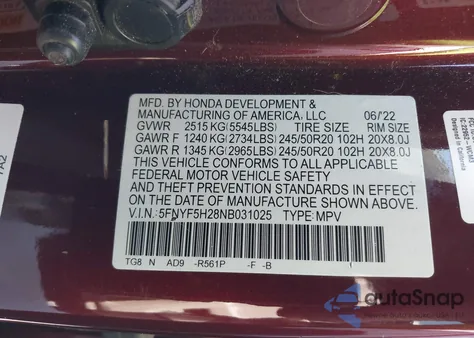 MFD. BY HONDA DEVELOPMENT &
MANUFACTURING OF AMERICA, LLC 06/22
GVWR 2515 KG (5545LBS) TIRE SIZE RIM SIZE
GAWR F 1240 KG (2734LBS) 245/50R20 102H 20X8.0J
GAWR R 1345 KG (2965LBS) 245/50R20 102H 20X8.0J
THIS VEHICLE CONFORMS TO ALL APPLICABLE
FEDERAL MOTOR VEHICLE SAFETY
AND THEFT PREVENTION STANDARDS IN EFFECT
ON THE DATE OF MANUFACTURE SHOWN ABOVE.
V.I.N.: 5FNYF5H28NB031025 TYPE: MPV
TG8 N AD9 -R561P -F -B
Designed in California
autoSnap